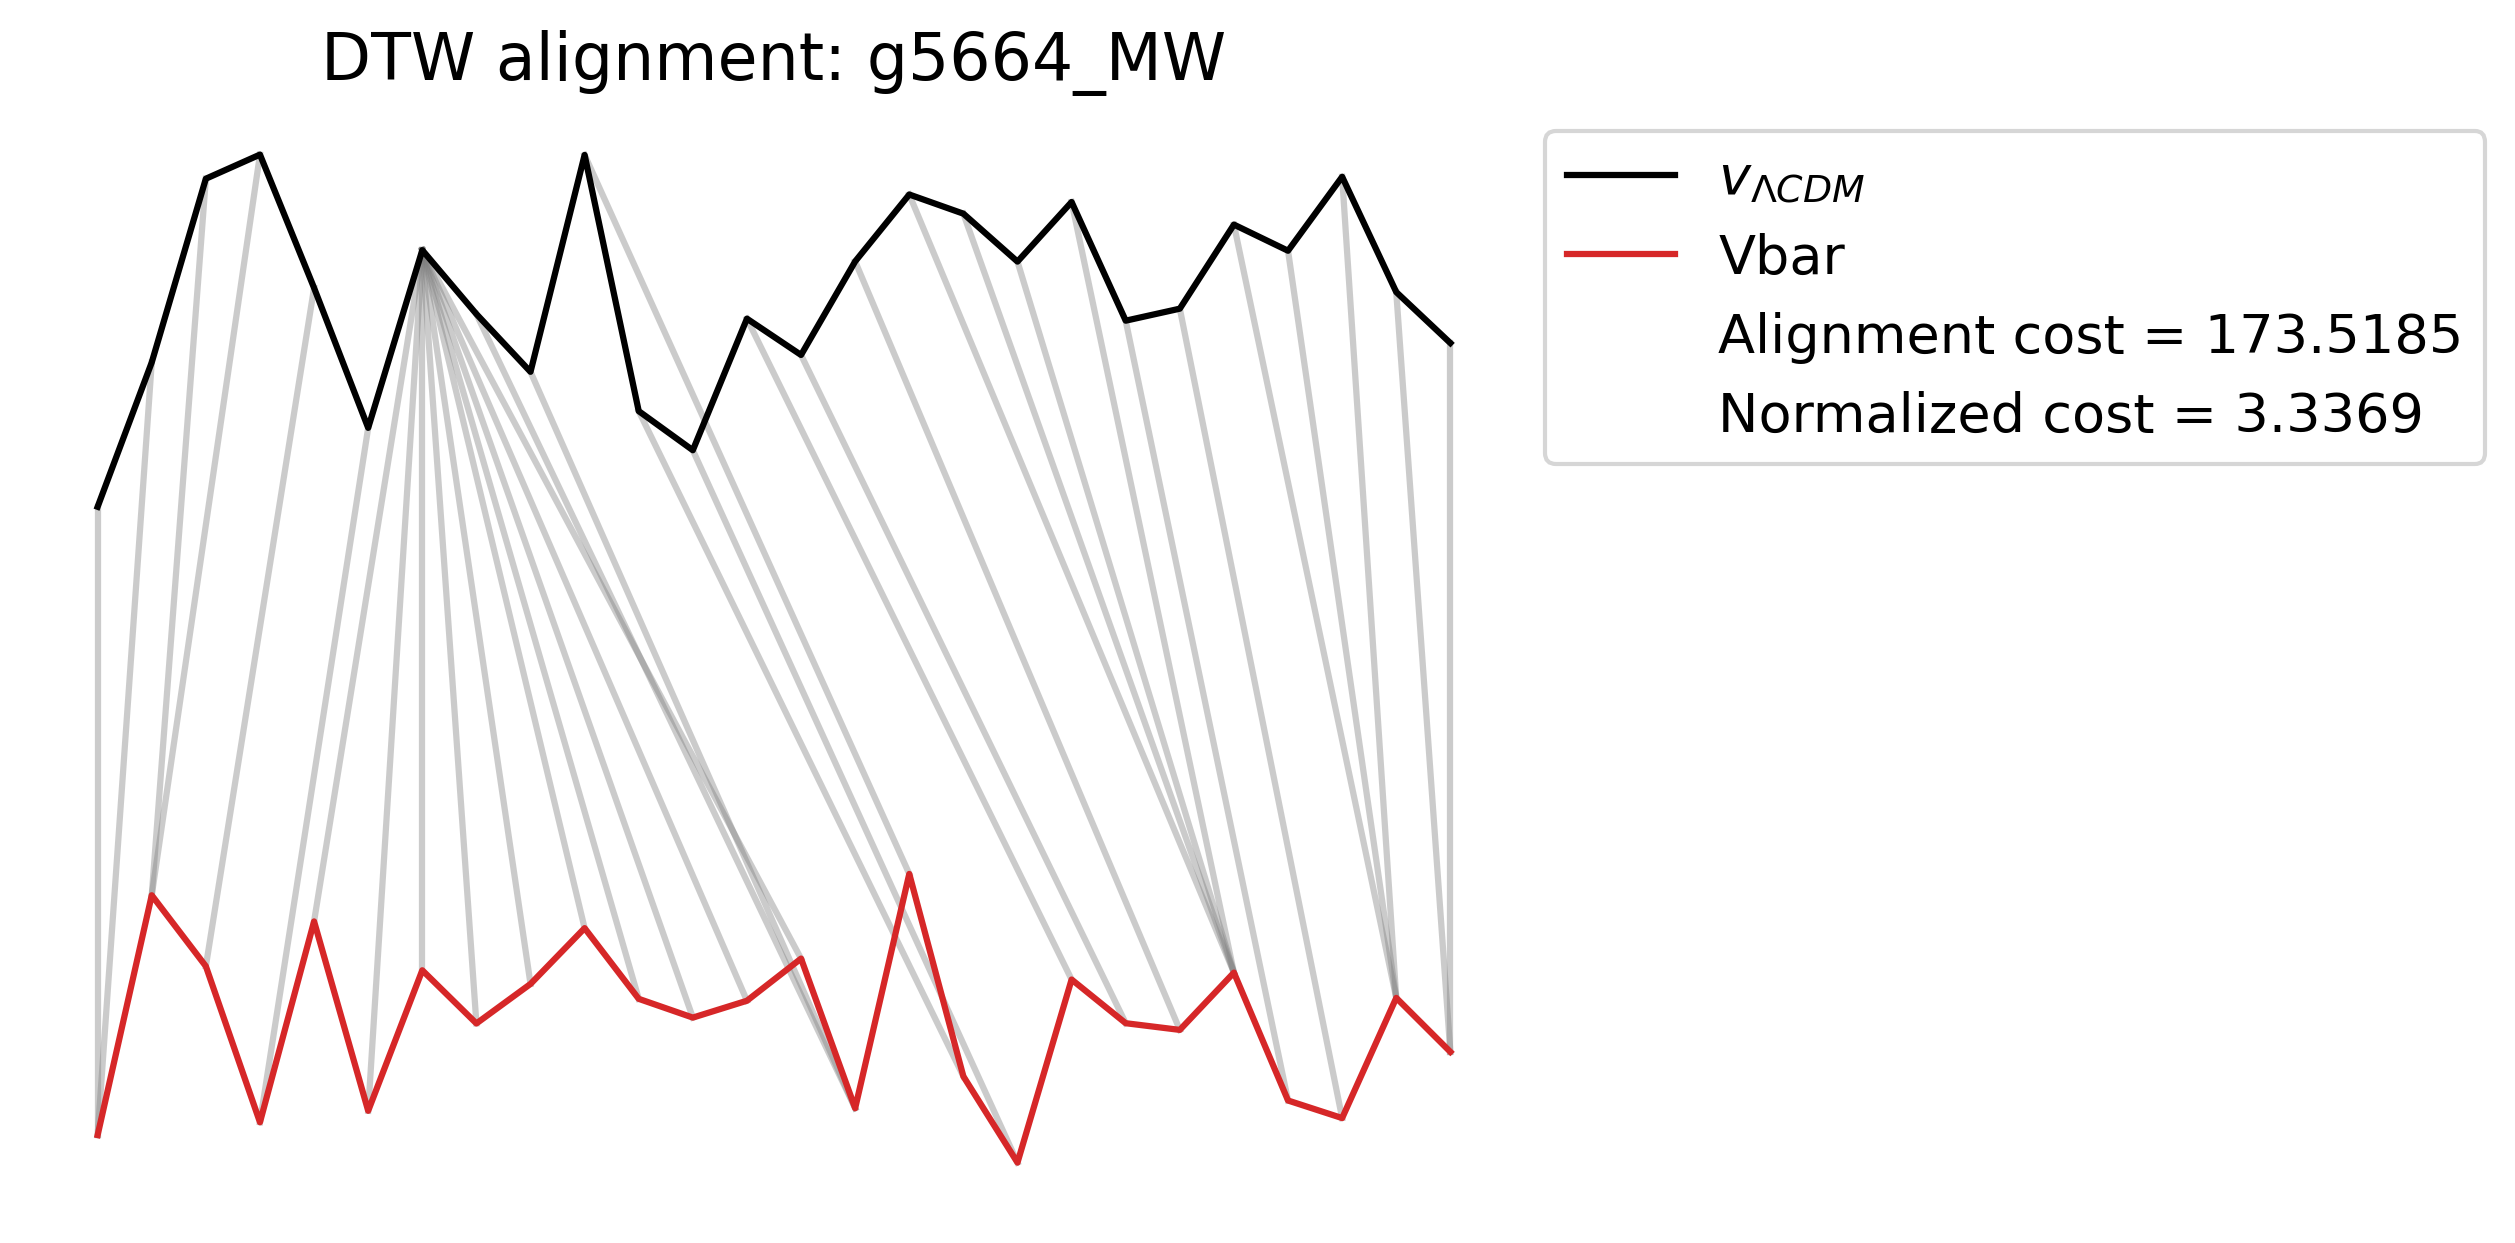 DTW alignment: g5664_MW
v_ΛCDM
Vbar
Alignment cost = 173.5185
Normalized cost = 3.3369